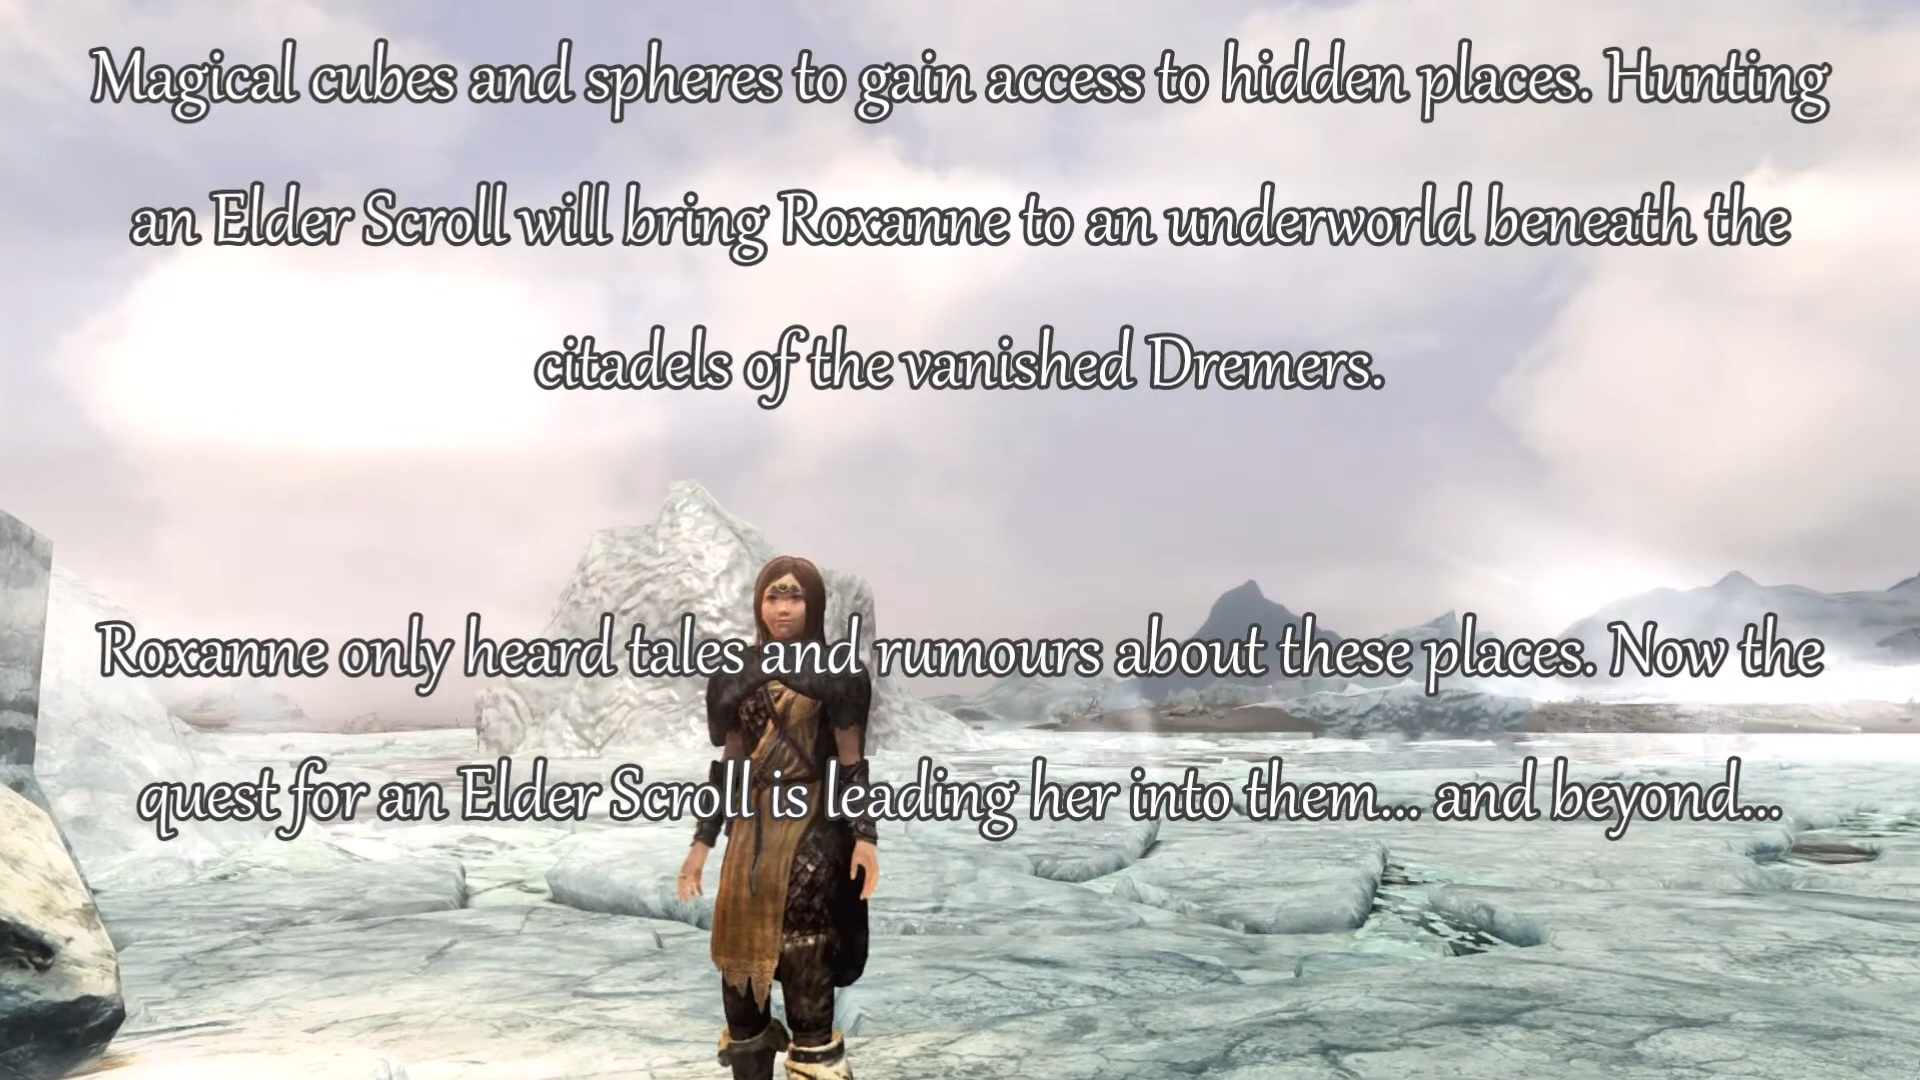 Magical cubes and spheres to gain access to hidden places. Hunting
an Elder Scroll will bring Roxanne to an underworld beneath the
citadels of the vanished Dremers.
Roxanne only heard tales and rumours about these places. Now the
quest for an Elder Scroll is leading her into them... and beyond...